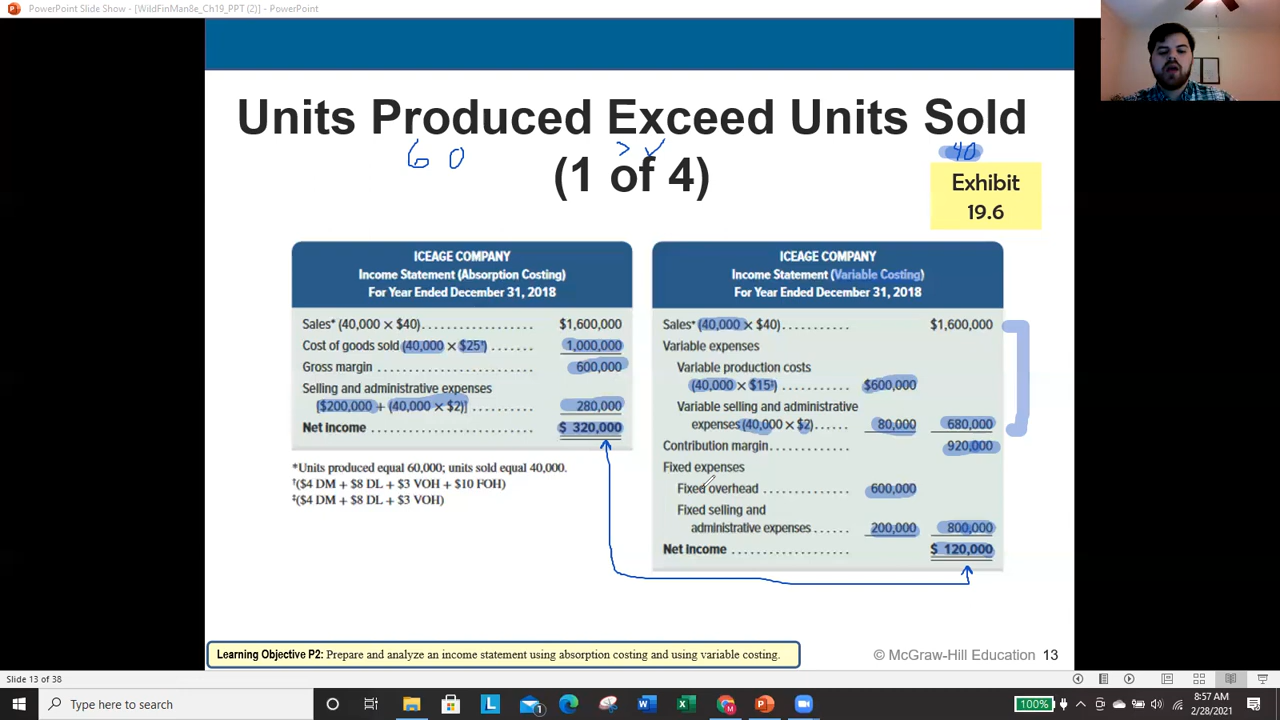 PowerPoint Slide Show - [WildFinMan8e_Ch19_PPT (2)] - PowerPoint
Units Produced Exceed Units Sold
60 > 40
(1 of 4)
Exhibit
19.6
ICEAGE COMPANY
Income Statement (Absorption Costing)
For Year Ended December 31, 2018
Sales* (40,000 × $40)................. $1,600,000
Cost of goods sold (40,000 × $25†) ....... 1,000,000
Gross margin ......................... 600,000
Selling and administrative expenses
[$200,000 + (40,000 × $2)] .......... 280,000
Net Income .......................... $ 320,000
*Units produced equal 60,000; units sold equal 40,000.
†($4 DM + $8 DL + $3 VOH + $10 FOH)
‡($4 DM + $8 DL + $3 VOH)
ICEAGE COMPANY
Income Statement (Variable Costing)
For Year Ended December 31, 2018
Sales* (40,000 × $40)........... $1,600,000
Variable expenses
Variable production costs
(40,000 × $15‡) .............. $600,000
Variable selling and administrative
expenses (40,000 × $2)...... 80,000 680,000
Contribution margin............. 920,000
Fixed expenses
Fixed overhead ............... 600,000
Fixed selling and
administrative expenses ...... 200,000 800,000
Net Income .................... $ 120,000
Learning Objective P2: Prepare and analyze an income statement using absorption costing and using variable costing.
© McGraw-Hill Education 13
Slide 13 of 38
Type here to search
100%
8:57 AM
2/28/2021